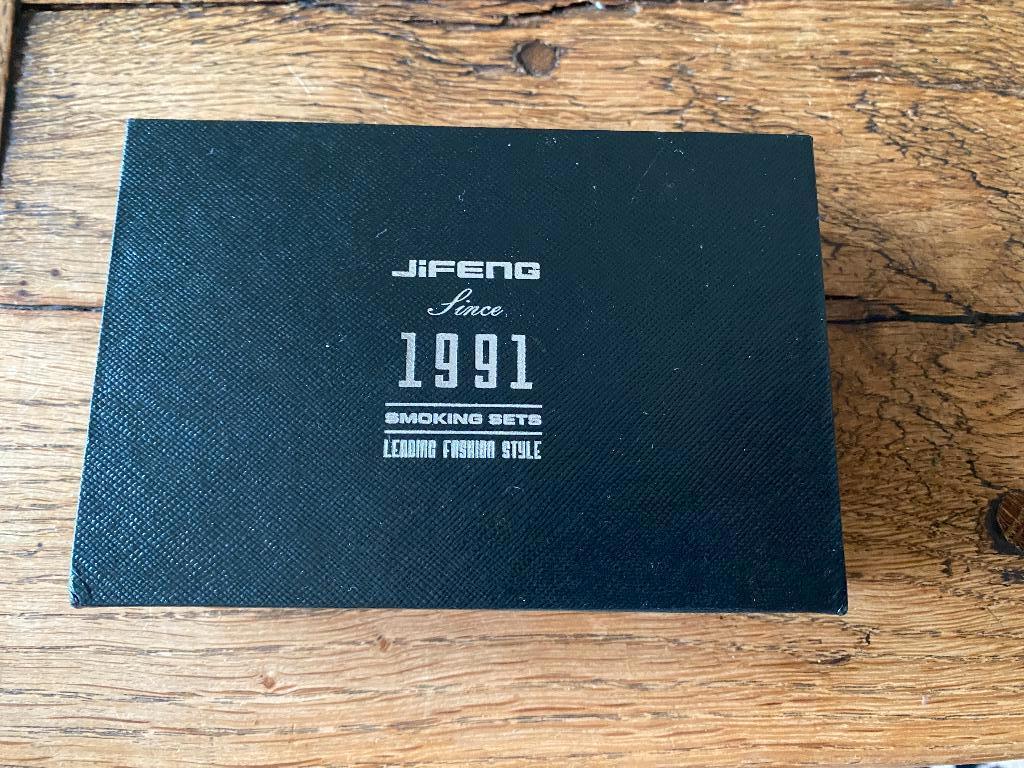 JiFENG
Since
1991
SMOKING SETS
LEADING FASHION STYLE